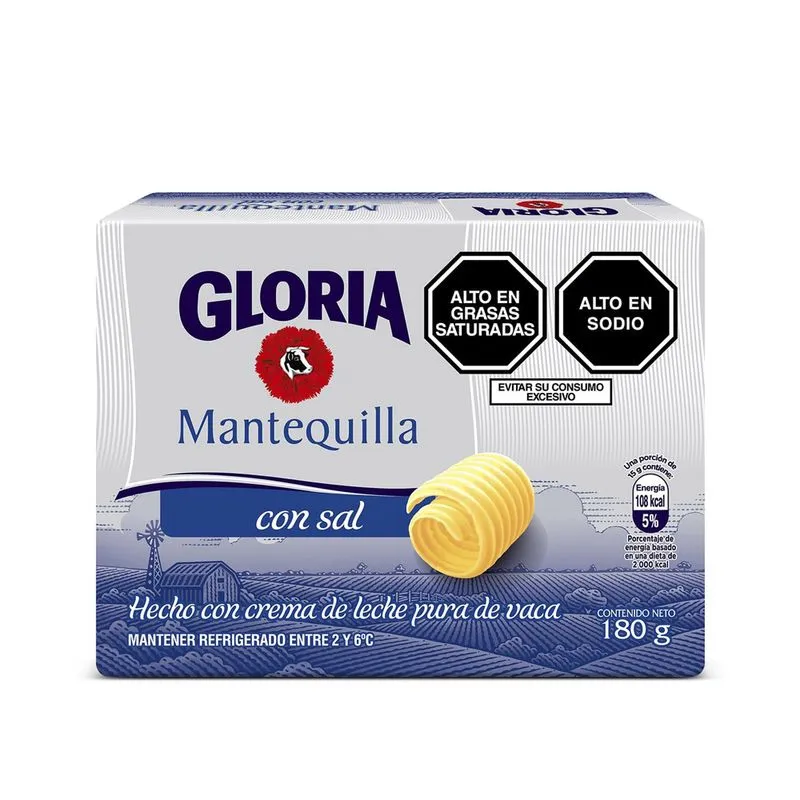 Mantequilla
con sal
GLORIA
GLORIA
ALTO EN
GRASAS
SATURADAS
ALTO EN
SODIO
EVITAR SU CONSUMO
EXCESIVO
Mantequilla
con sal
Una porción de
15 g contiene:
Energía
108 kcal
5%
Porcentaje de
energía basado
en una dieta de
2 000 kcal
Hecho con crema de leche pura de vaca
MANTENER REFRIGERADO ENTRE 2 Y 6°C
CONTENIDO NETO
180 g